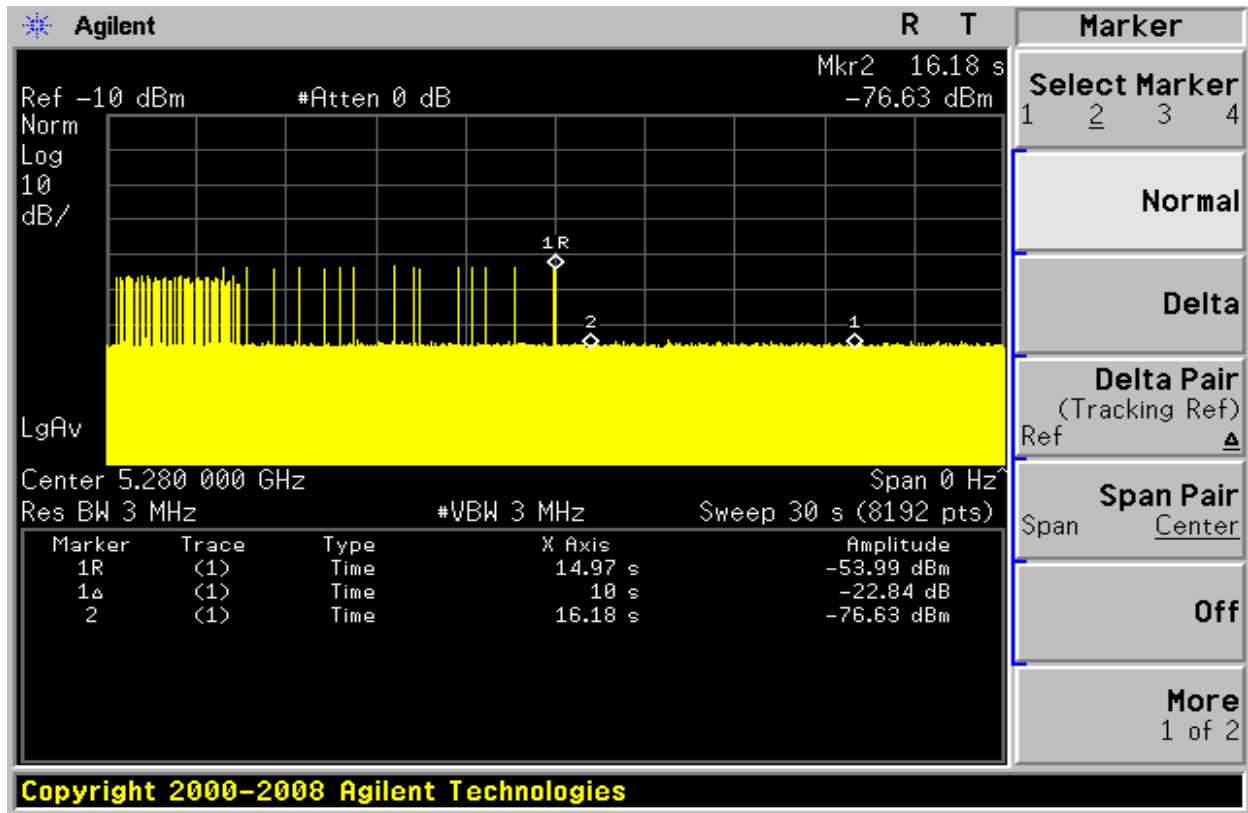 Agilent R T
Mkr2 16.18 s
Ref -10 dBm #Atten 0 dB -76.63 dBm
Norm
Log
10
dB/
1R
2
1
LgAv
Center 5.280 000 GHz Span 0 Hz^
Res BW 3 MHz #VBW 3 MHz Sweep 30 s (8192 pts)
Marker Trace Type X Axis Amplitude
1R (1) Time 14.97 s -53.99 dBm
1Δ (1) Time 10 s -22.84 dB
2 (1) Time 16.18 s -76.63 dBm
Marker
Select Marker
1 2 3 4
Normal
Delta
Delta Pair
(Tracking Ref)
Ref Δ
Span Pair
Span Center
Off
More
1 of 2
Copyright 2000-2008 Agilent Technologies